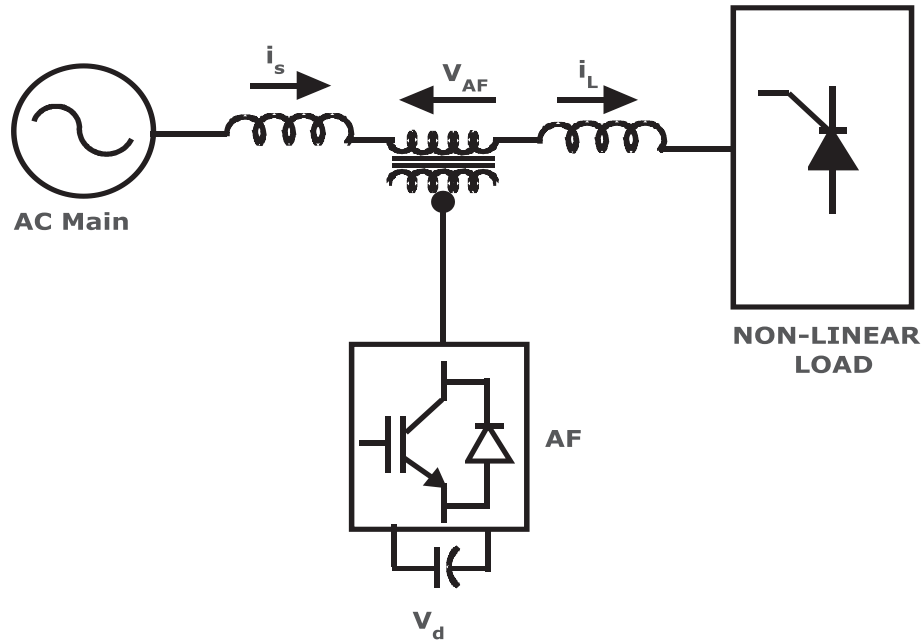 i_s
V_AF
i_L
AC Main
NON-LINEAR
LOAD
AF
V_d